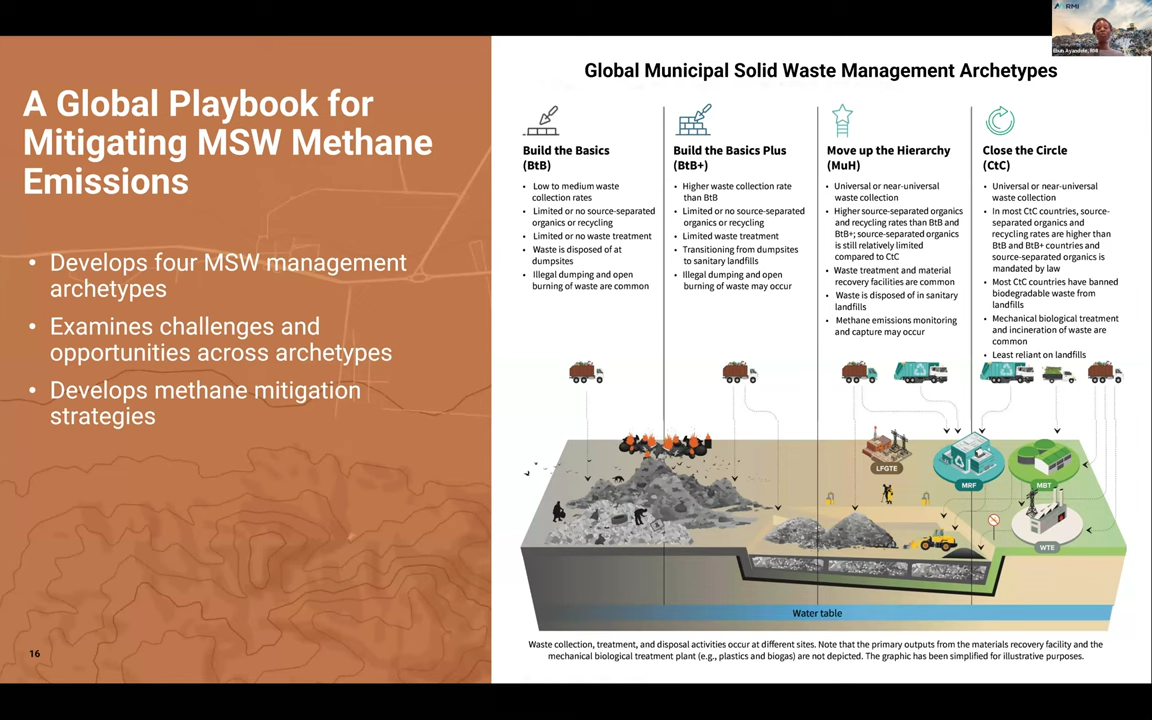 RMI
A Global Playbook for
Mitigating MSW Methane
Emissions
• Develops four MSW management
archetypes
• Examines challenges and
opportunities across archetypes
• Develops methane mitigation
strategies
16
Global Municipal Solid Waste Management Archetypes
Build the Basics
(BtB)
• Low to medium waste
collection rates
• Limited or no source-separated
organics or recycling
• Limited or no waste treatment
• Waste is disposed of at
dumpsites
• Illegal dumping and open
burning of waste are common
Build the Basics Plus
(BtB+)
• Higher waste collection rate
than BtB
• Limited or no source-separated
organics or recycling
• Limited waste treatment
• Transitioning from dumpsites
to sanitary landfills
• Illegal dumping and open
burning of waste may occur
Move up the Hierarchy
(MuH)
• Universal or near-universal
waste collection
• Higher source-separated organics
and recycling rates than BtB and
BtB+; source-separated organics
is still relatively limited
compared to CtC
• Waste treatment and material
recovery facilities are common
• Waste is disposed of in sanitary
landfills
• Methane emissions monitoring
and capture may occur
Close the Circle
(CtC)
• Universal or near-universal
waste collection
• In most CtC countries, source-
separated organics and
recycling rates are higher than
BtB and BtB+ countries and
source-separated organics is
mandated by law
• Most CtC countries have banned
biodegradable waste from
landfills
• Mechanical biological treatment
and incineration of waste are
common
• Least reliant on landfills
LFGTE
MRF
MBT
WTE
Water table
Waste collection, treatment, and disposal activities occur at different sites. Note that the primary outputs from the materials recovery facility and the
mechanical biological treatment plant (e.g., plastics and biogas) are not depicted. The graphic has been simplified for illustrative purposes.